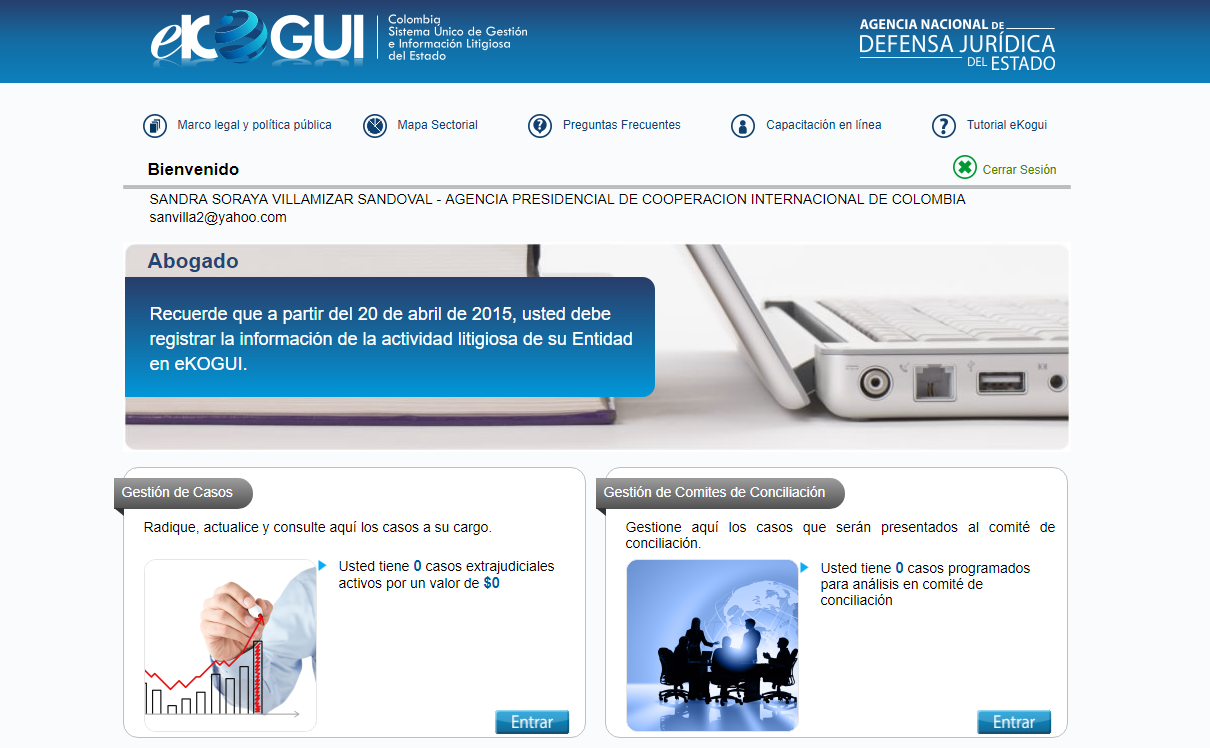 eKOGUI
Colombia
Sistema Único de Gestión
e Información Litigiosa
del Estado
AGENCIA NACIONAL DE
DEFENSA JURÍDICA
DEL ESTADO
Marco legal y política pública
Mapa Sectorial
Preguntas Frecuentes
Capacitación en línea
Tutorial eKogui
Bienvenido
Cerrar Sesión
SANDRA SORAYA VILLAMIZAR SANDOVAL - AGENCIA PRESIDENCIAL DE COOPERACION INTERNACIONAL DE COLOMBIA
sanvilla2@yahoo.com
Abogado
Recuerde que a partir del 20 de abril de 2015, usted debe
registrar la información de la actividad litigiosa de su Entidad
en eKOGUI.
Gestión de Casos
Radique, actualice y consulte aquí los casos a su cargo.
Usted tiene 0 casos extrajudiciales
activos por un valor de $0
Entrar
Gestión de Comites de Conciliación
Gestione aquí los casos que serán presentados al comité de
conciliación.
Usted tiene 0 casos programados
para análisis en comité de
conciliación
Entrar